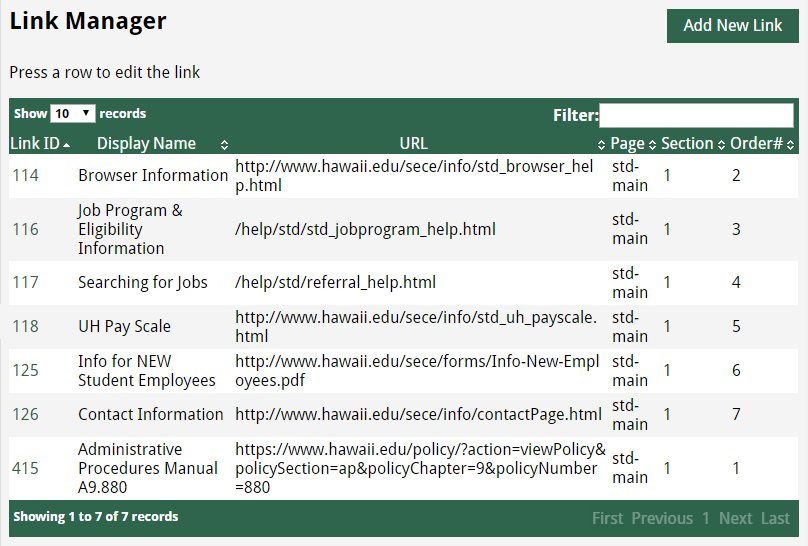 Link Manager
Add New Link
Press a row to edit the link
Show 10 records
Filter:
Link ID Display Name URL Page Section Order#
114 Browser Information http://www.hawaii.edu/sece/info/std_browser_hel
p.html std-
main 1 2
116 Job Program &
Eligibility
Information /help/std/std_jobprogram_help.html std-
main 1 3
117 Searching for Jobs /help/std/referral_help.html std-
main 1 4
118 UH Pay Scale http://www.hawaii.edu/sece/info/std_uh_payscale.
html std-
main 1 5
125 Info for NEW
Student Employees http://www.hawaii.edu/sece/forms/Info-New-Empl
oyees.pdf std-
main 1 6
126 Contact Information http://www.hawaii.edu/sece/info/contactPage.html std-
main 1 7
415 Administrative
Procedures Manual
A9.880 https://www.hawaii.edu/policy/?action=viewPolicy&
policySection=ap&policyChapter=9&policyNumber
=880 std-
main 1 1
Showing 1 to 7 of 7 records
First Previous 1 Next Last